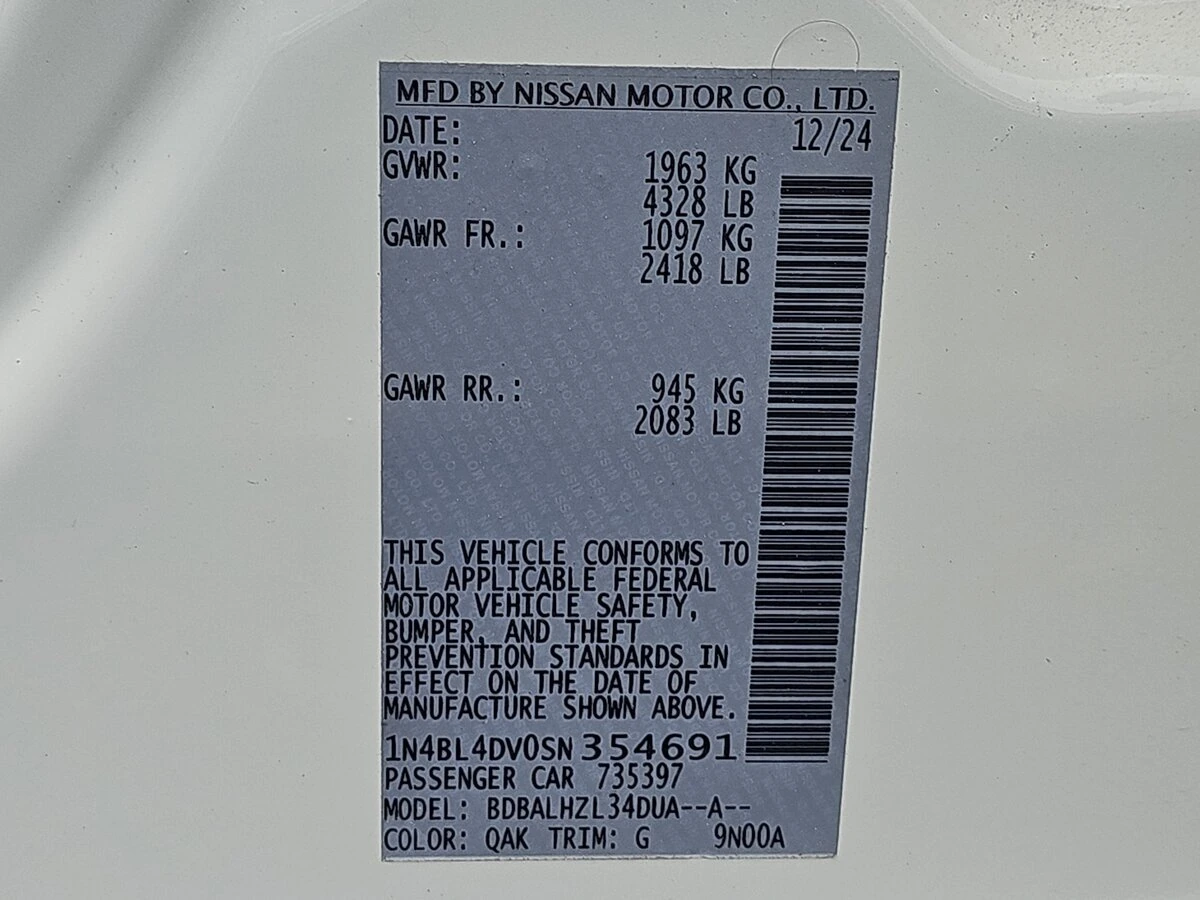 MFD BY NISSAN MOTOR CO., LTD.
DATE: 12/24
GVWR: 1963 KG
4328 LB
GAWR FR.: 1097 KG
2418 LB
GAWR RR.: 945 KG
2083 LB
THIS VEHICLE CONFORMS TO
ALL APPLICABLE FEDERAL
MOTOR VEHICLE SAFETY,
BUMPER, AND THEFT
PREVENTION STANDARDS IN
EFFECT ON THE DATE OF
MANUFACTURE SHOWN ABOVE.
1N4BL4DV0SN 354691
PASSENGER CAR 735397
MODEL: BDBALHZL34DUA--A--
COLOR: QAK TRIM: G 9N00A